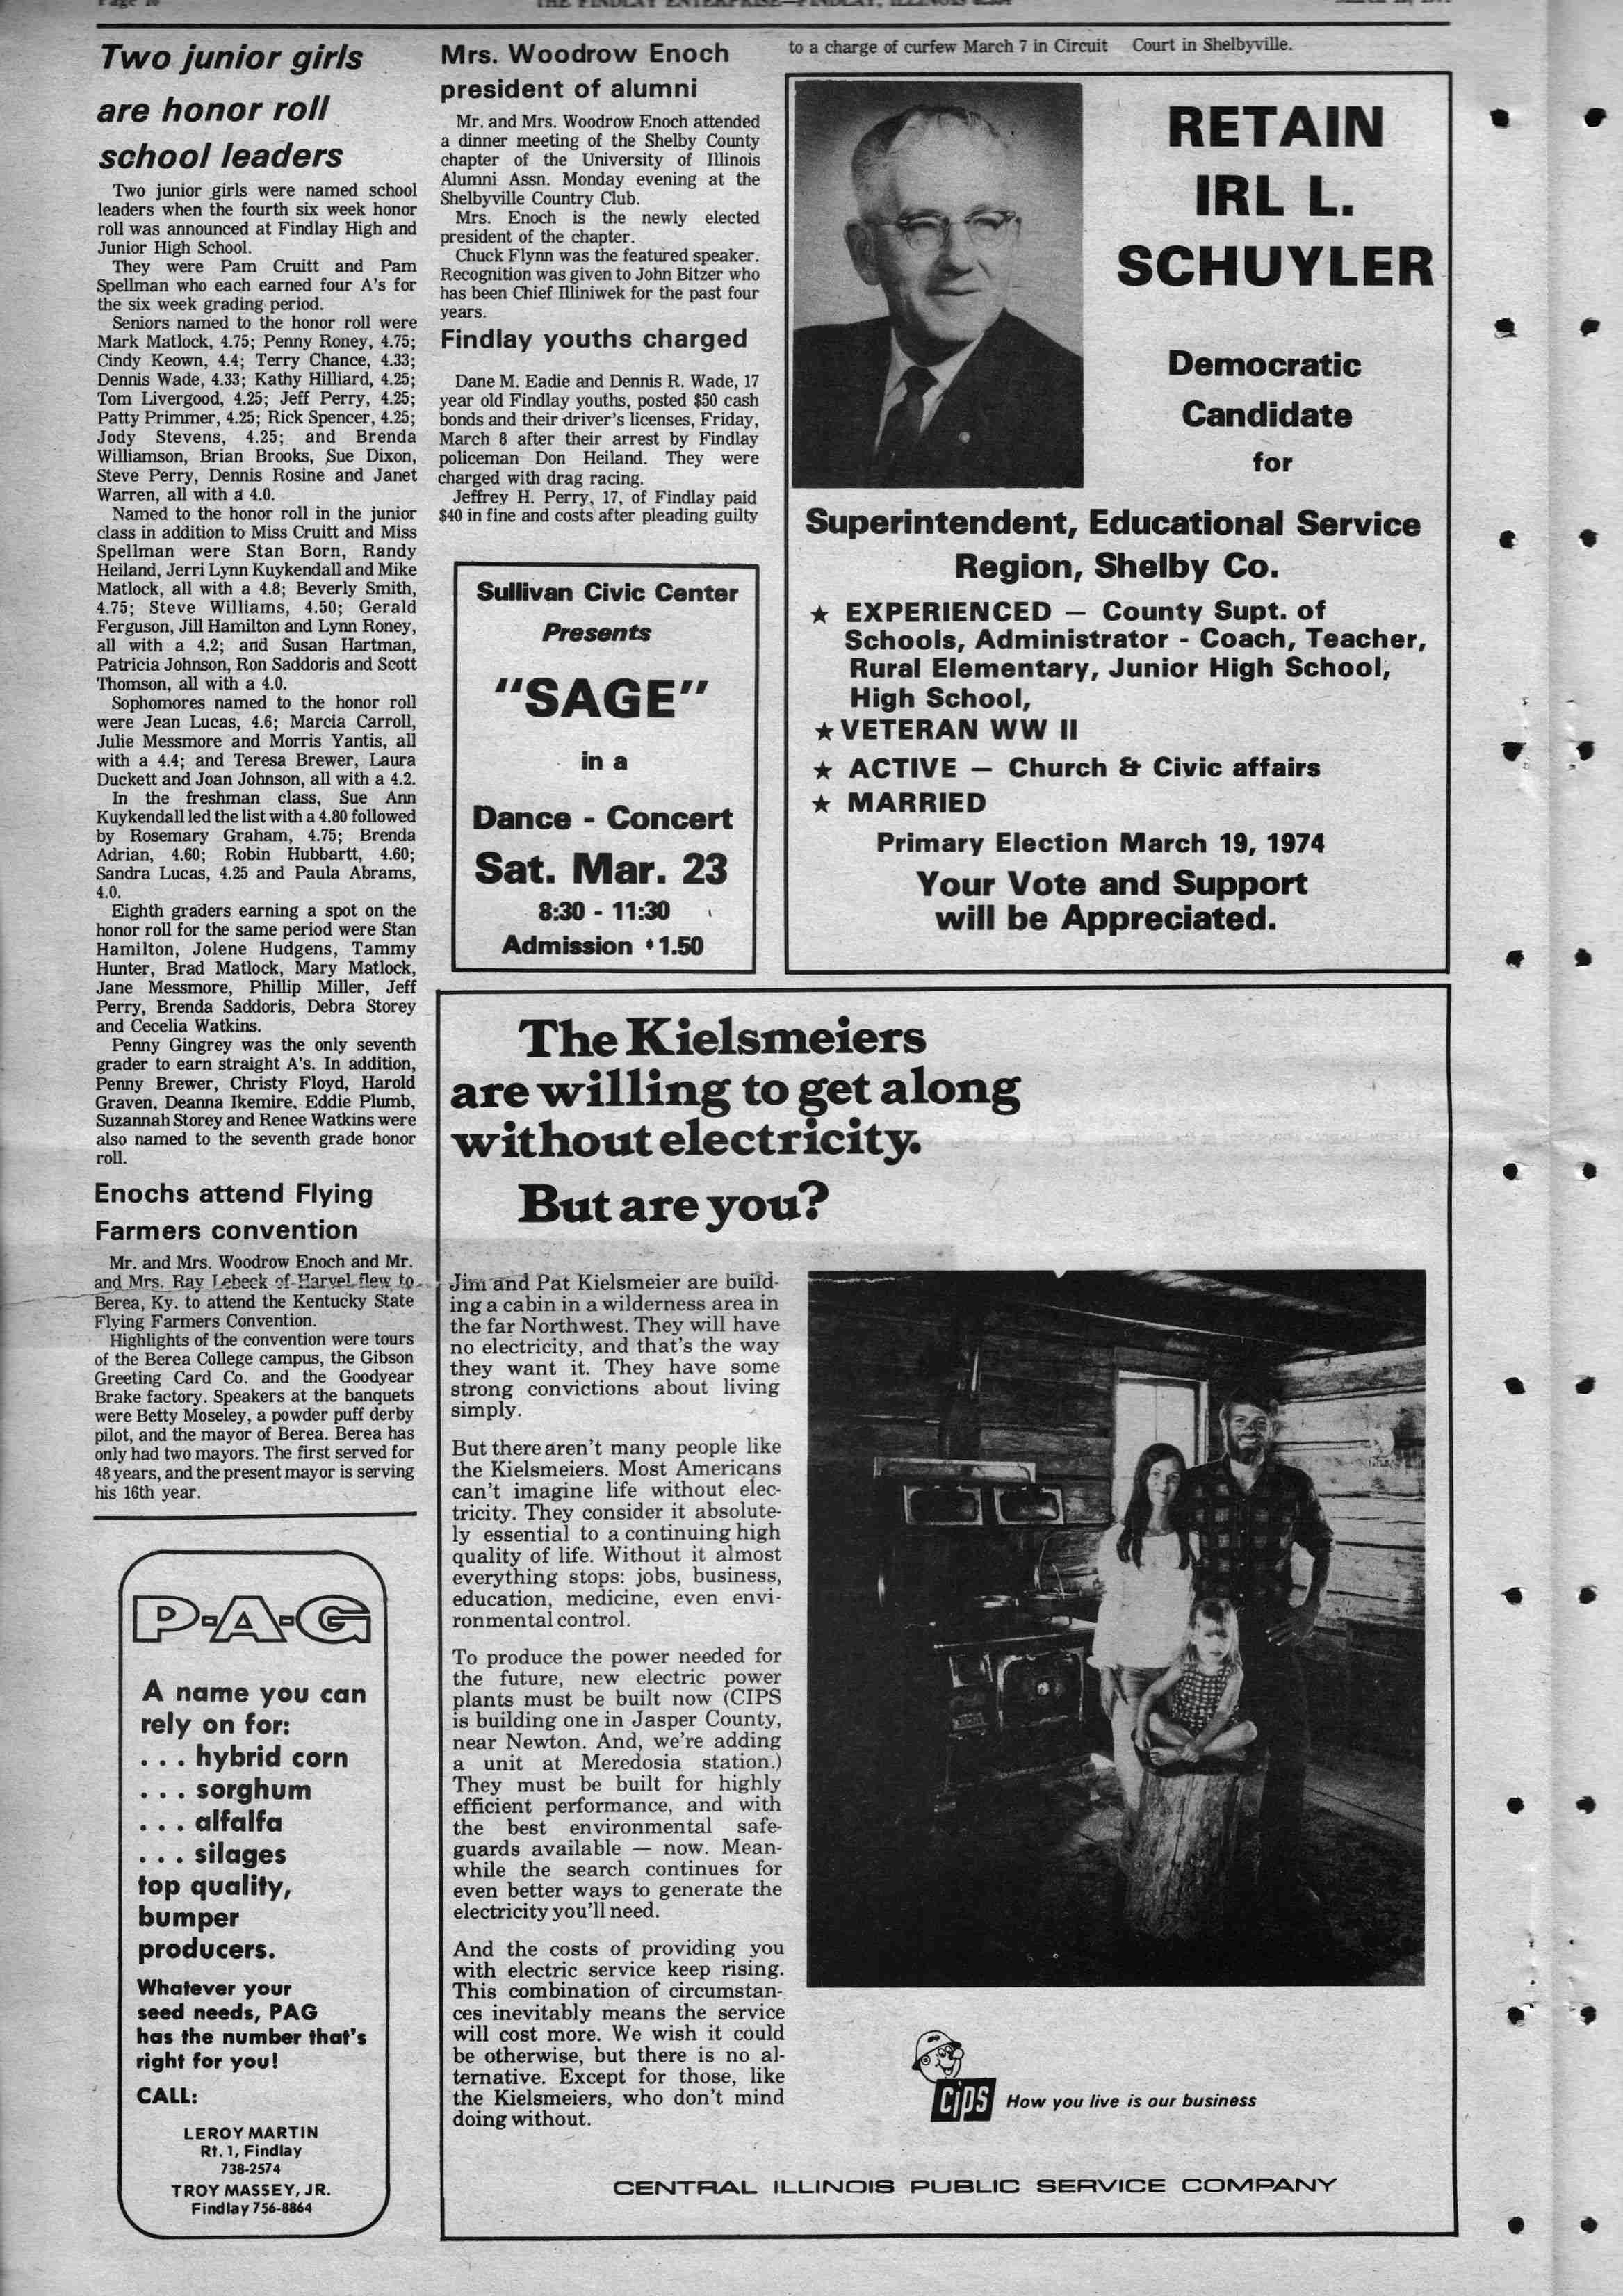 Page 10
THE FINDLAY ENTERPRISE—FINDLAY, ILLINOIS
Two junior girls
are honor roll
school leaders
Two junior girls were named school
leaders when the fourth six week honor
roll was announced at Findlay High and
Junior High School.
They were Pam Cruitt and Pam
Spellman who each earned four A's for
the six week grading period.
Seniors named to the honor roll were
Mark Matlock, 4.75; Penny Roney, 4.75;
Cindy Keown, 4.4; Terry Chance, 4.33;
Dennis Wade, 4.33; Kathy Hilliard, 4.25;
Tom Livergood, 4.25; Jeff Perry, 4.25;
Patty Primmer, 4.25; Rick Spencer, 4.25;
Jody Stevens, 4.25; and Brenda
Williamson, Brian Brooks, Sue Dixon,
Steve Perry, Dennis Rosine and Janet
Warren, all with a 4.0.
Named to the honor roll in the junior
class in addition to Miss Cruitt and Miss
Spellman were Stan Born, Randy
Heiland, Jerri Lynn Kuykendall and Mike
Matlock, all with a 4.8; Beverly Smith,
4.75; Steve Williams, 4.50; Gerald
Ferguson, Jill Hamilton and Lynn Roney,
all with a 4.2; and Susan Hartman,
Patricia Johnson, Ron Saddoris and Scott
Thomson, all with a 4.0.
Sophomores named to the honor roll
were Jean Lucas, 4.6; Marcia Carroll,
Julie Messmore and Morris Yantis, all
with a 4.4; and Teresa Brewer, Laura
Duckett and Joan Johnson, all with a 4.2.
In the freshman class, Sue Ann
Kuykendall led the list with a 4.80 followed
by Rosemary Graham, 4.75; Brenda
Adrian, 4.60; Robin Hubbartt, 4.60;
Sandra Lucas, 4.25 and Paula Abrams,
4.0.
Eighth graders earning a spot on the
honor roll for the same period were Stan
Hamilton, Jolene Hudgens, Tammy
Hunter, Brad Matlock, Mary Matlock,
Jane Messmore, Phillip Miller, Jeff
Perry, Brenda Saddoris, Debra Storey
and Cecelia Watkins.
Penny Gingrey was the only seventh
grader to earn straight A's. In addition,
Penny Brewer, Christy Floyd, Harold
Graven, Deanna Ikemire, Eddie Plumb,
Suzannah Storey and Renee Watkins were
also named to the seventh grade honor
roll.
Enochs attend Flying
Farmers convention
Mr. and Mrs. Woodrow Enoch and Mr.
and Mrs. Ray Lebeck of Harvel flew to
Berea, Ky. to attend the Kentucky State
Flying Farmers Convention.
Highlights of the convention were tours
of the Berea College campus, the Gibson
Greeting Card Co. and the Goodyear
Brake factory. Speakers at the banquets
were Betty Moseley, a powder puff derby
pilot, and the mayor of Berea. Berea has
only had two mayors. The first served for
48 years, and the present mayor is serving
his 16th year.
P-A-G
A name you can
rely on for:
. . . hybrid corn
. . . sorghum
. . . alfalfa
. . . silages
top quality,
bumper
producers.
Whatever your
seed needs, PAG
has the number that's
right for you!
CALL:
LEROY MARTIN
Rt. 1, Findlay
738-2574
TROY MASSEY, JR.
Findlay 756-8864
Mrs. Woodrow Enoch
president of alumni
Mr. and Mrs. Woodrow Enoch attended
a dinner meeting of the Shelby County
chapter of the University of Illinois
Alumni Assn. Monday evening at the
Shelbyville Country Club.
Mrs. Enoch is the newly elected
president of the chapter.
Chuck Flynn was the featured speaker.
Recognition was given to John Bitzer who
has been Chief Illiniwek for the past four
years.
Findlay youths charged
Dane M. Eadie and Dennis R. Wade, 17
year old Findlay youths, posted $50 cash
bonds and their driver's licenses, Friday,
March 8 after their arrest by Findlay
policeman Don Heiland. They were
charged with drag racing.
Jeffrey H. Perry, 17, of Findlay paid
$40 in fine and costs after pleading guilty
to a charge of curfew March 7 in Circuit Court in Shelbyville.
Sullivan Civic Center
Presents
"SAGE"
in a
Dance - Concert
Sat. Mar. 23
8:30 - 11:30
Admission $1.50
RETAIN
IRL L.
SCHUYLER
Democratic
Candidate
for
Superintendent, Educational Service
Region, Shelby Co.
★ EXPERIENCED — County Supt. of
Schools, Administrator - Coach, Teacher,
Rural Elementary, Junior High School,
High School,
★ VETERAN WW II
★ ACTIVE — Church & Civic affairs
★ MARRIED
Primary Election March 19, 1974
Your Vote and Support
will be Appreciated.
The Kielsmeiers
are willing to get along
without electricity.
But are you?
Jim and Pat Kielsmeier are build-
ing a cabin in a wilderness area in
the far Northwest. They will have
no electricity, and that's the way
they want it. They have some
strong convictions about living
simply.
But there aren't many people like
the Kielsmeiers. Most Americans
can't imagine life without elec-
tricity. They consider it absolute-
ly essential to a continuing high
quality of life. Without it almost
everything stops: jobs, business,
education, medicine, even envi-
ronmental control.
To produce the power needed for
the future, new electric power
plants must be built now (CIPS
is building one in Jasper County,
near Newton. And, we're adding
a unit at Meredosia station.)
They must be built for highly
efficient performance, and with
the best environmental safe-
guards available — now. Mean-
while the search continues for
even better ways to generate the
electricity you'll need.
And the costs of providing you
with electric service keep rising.
This combination of circumstan-
ces inevitably means the service
will cost more. We wish it could
be otherwise, but there is no al-
ternative. Except for those, like
the Kielsmeiers, who don't mind
doing without.
CIPS How you live is our business
CENTRAL ILLINOIS PUBLIC SERVICE COMPANY